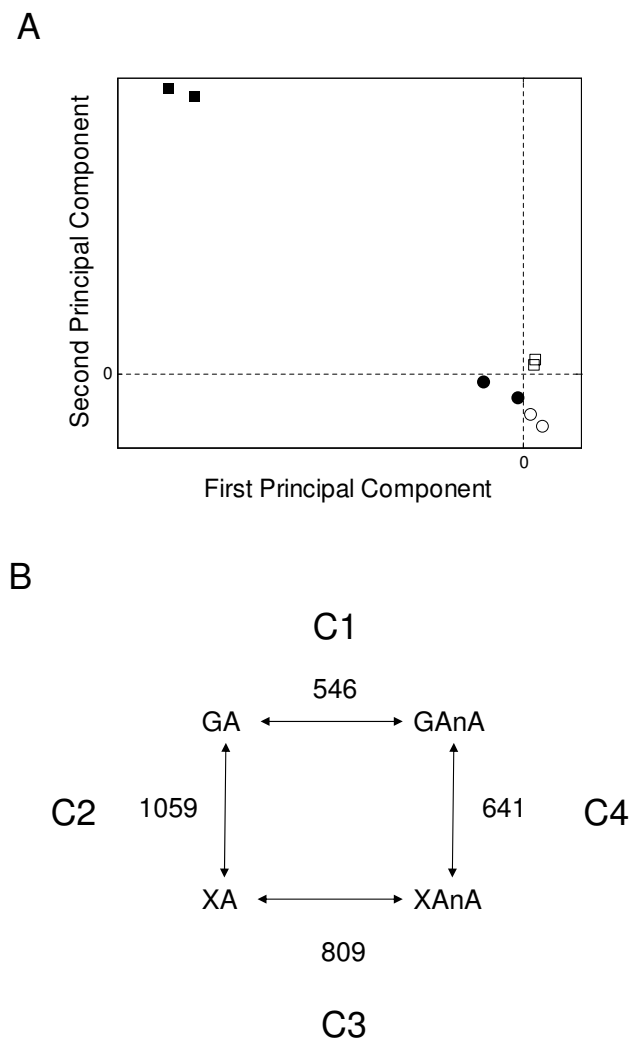 A
Second Principal Component
0
0
First Principal Component
B
C1
546
GA
GAnA
C2
1059
641
C4
XA
XAnA
809
C3